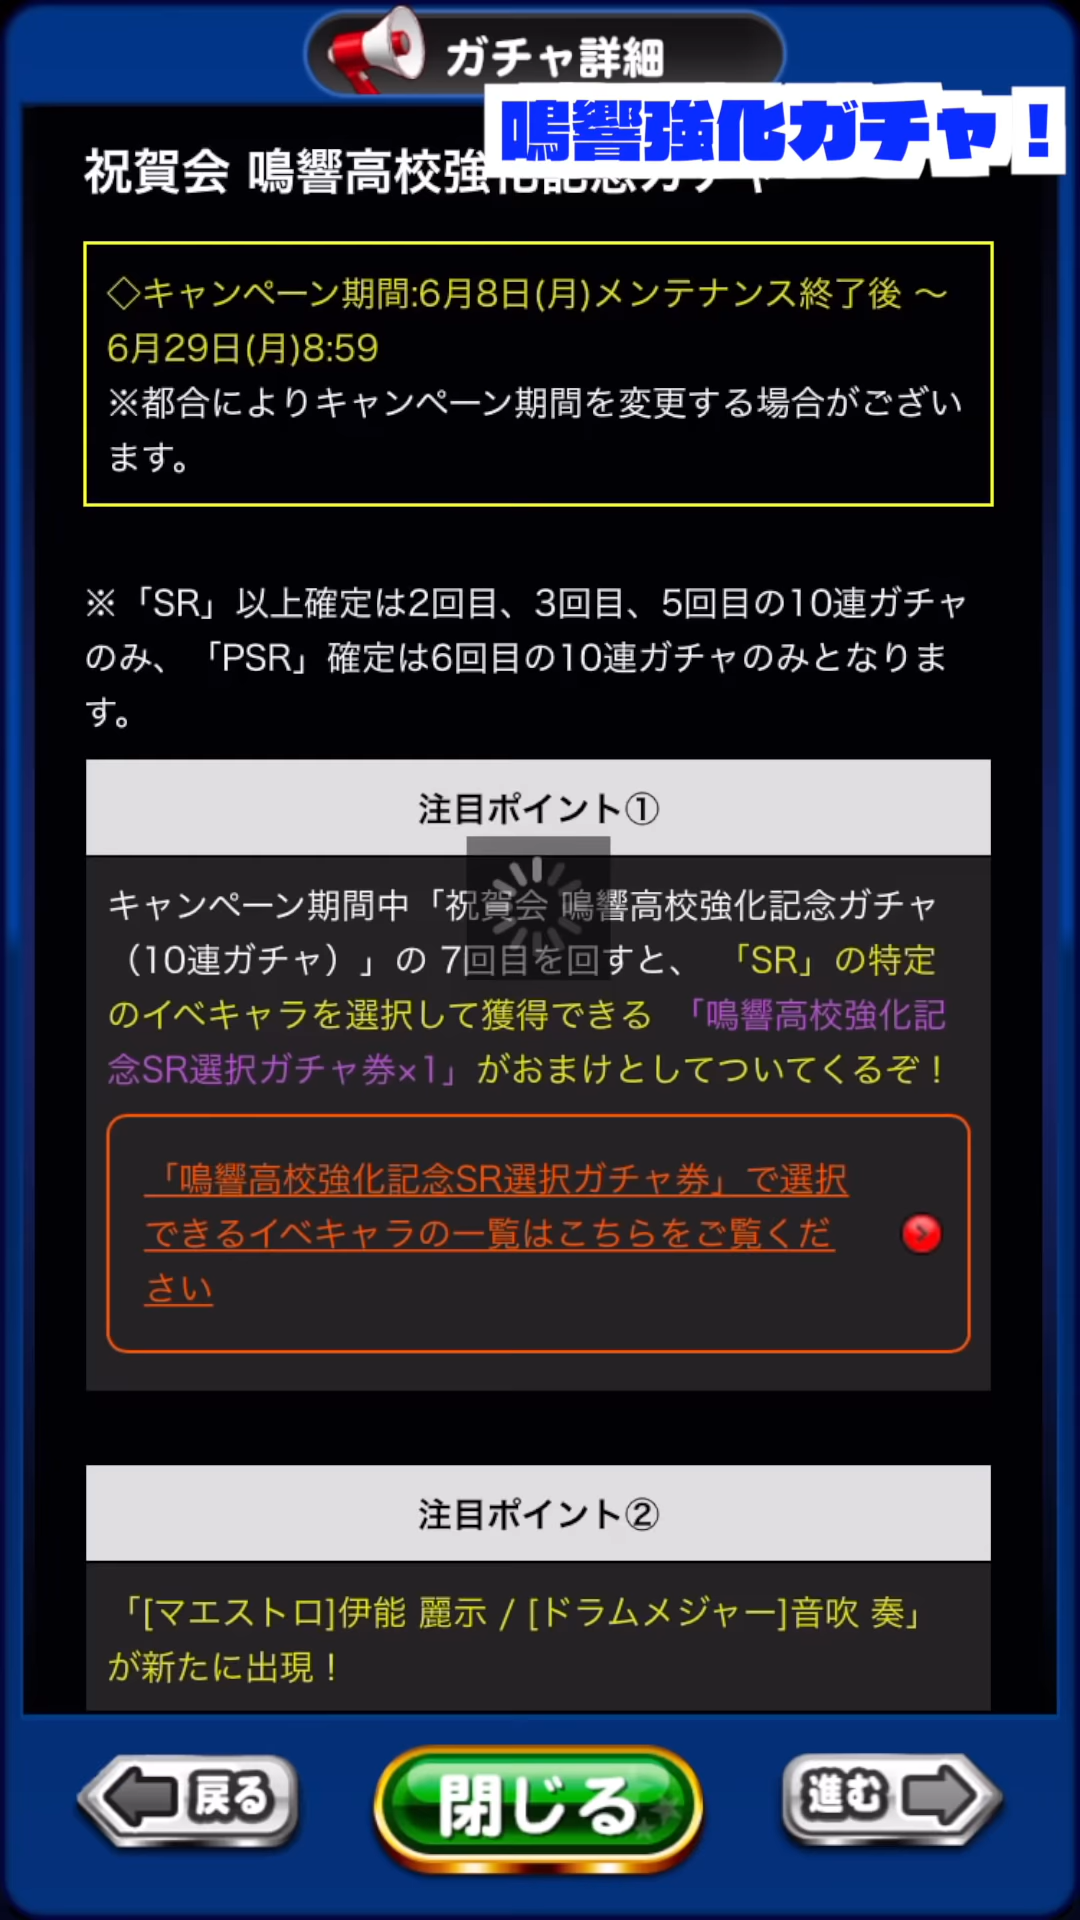 ガチャ詳細
鳴響強化ガチャ！
祝賀会 鳴響高校強化記念ガチャ
◇キャンペーン期間:6月8日(月)メンテナンス終了後 ～
6月29日(月)8:59
※都合によりキャンペーン期間を変更する場合がござい
ます。
※「SR」以上確定は2回目、3回目、5回目の10連ガチャ
のみ、「PSR」確定は6回目の10連ガチャのみとなりま
す。
注目ポイント①
キャンペーン期間中「祝賀会 鳴響高校強化記念ガチャ
（10連ガチャ）」の 7回目を回すと、 「SR」の特定
のイベキャラを選択して獲得できる 「鳴響高校強化記
念SR選択ガチャ券×1」がおまけとしてついてくるぞ！
「鳴響高校強化記念SR選択ガチャ券」で選択
できるイベキャラの一覧はこちらをご覧くだ
さい
注目ポイント②
「[マエストロ]伊能 麗示 / [ドラムメジャー]音吹 奏」
が新たに出現！
戻る
閉じる
進む